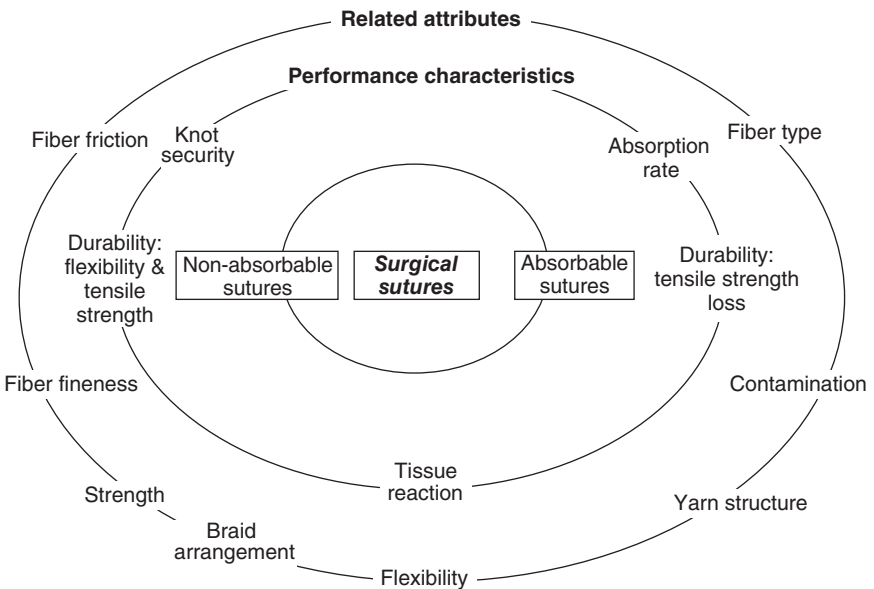 Related attributes
Performance characteristics
Fiber friction
Knot
security
Absorption
rate
Fiber type
Durability:
flexibility &
tensile
strength
Non-absorbable
sutures
Surgical
sutures
Absorbable
sutures
Durability:
tensile strength
loss
Fiber fineness
Contamination
Tissue
reaction
Strength
Yarn structure
Braid
arrangement
Flexibility